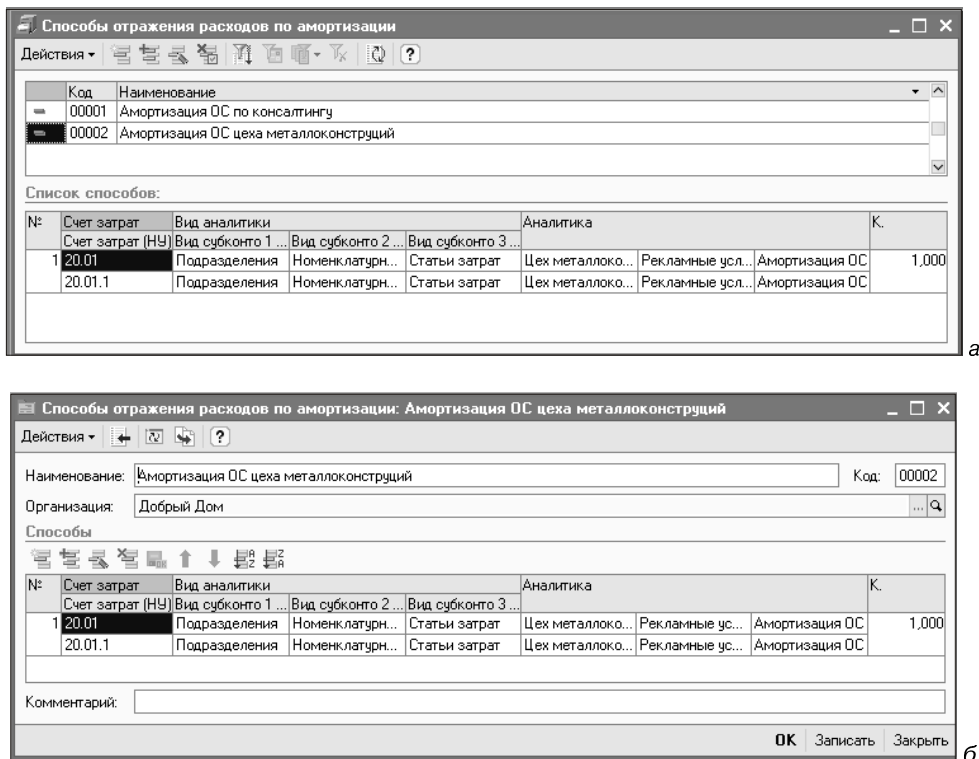 Способы отражения расходов по амортизации
Действия
Код Наименование
00001 Амортизация ОС по консалтингу
00002 Амортизация ОС цеха металлоконструций
Список способов:
№ Счет затрат Вид аналитики Аналитика К.
Счет затрат (НУ) Вид субконто 1 ... Вид субконто 2 ... Вид субконто 3 ...
1 20.01 Подразделения Номенклатурн... Статьи затрат Цех металлоко... Рекламные усл... Амортизация ОС 1,000
20.01.1 Подразделения Номенклатурн... Статьи затрат Цех металлоко... Рекламные усл... Амортизация ОС
а
Способы отражения расходов по амортизации: Амортизация ОС цеха металлоконструций
Действия
Наименование: Амортизация ОС цеха металлоконструций Код: 00002
Организация: Добрый Дом ...
Способы
№ Счет затрат Вид аналитики Аналитика К.
Счет затрат (НУ) Вид субконто 1 ... Вид субконто 2 ... Вид субконто 3 ...
1 20.01 Подразделения Номенклатурн... Статьи затрат Цех металлоко... Рекламные ус... Амортизация ОС 1,000
20.01.1 Подразделения Номенклатурн... Статьи затрат Цех металлоко... Рекламные ус... Амортизация ОС
Комментарий:
OK Записать Закрыть
б